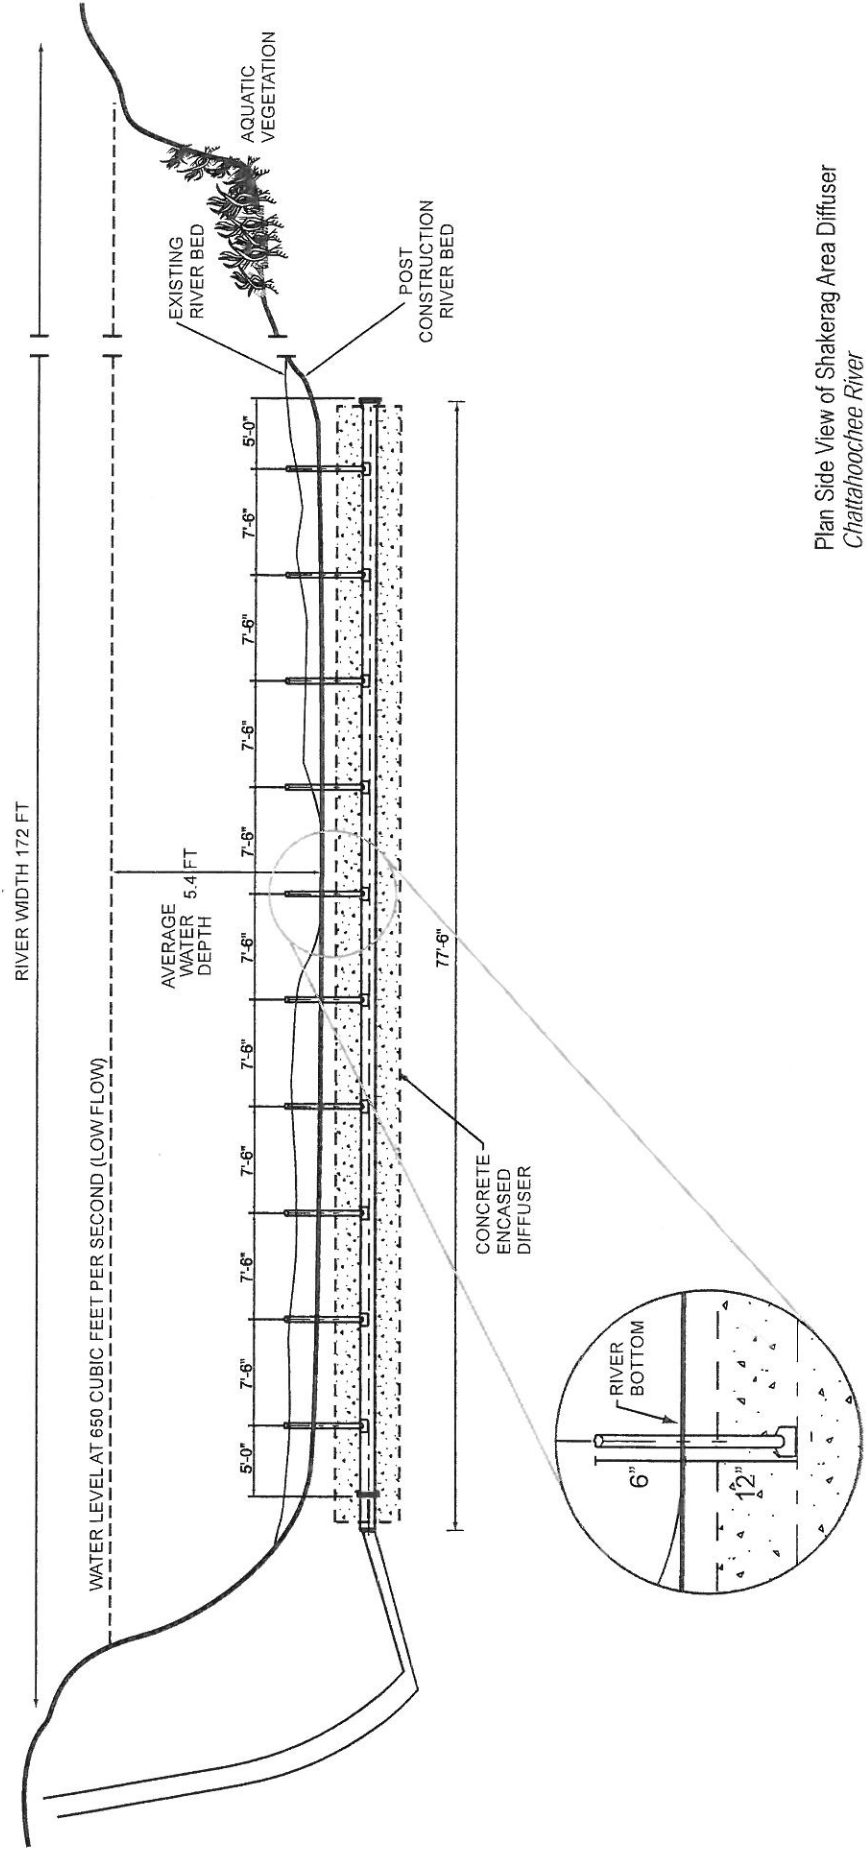 RIVER WIDTH 172 FT
WATER LEVEL AT 650 CUBIC FEET PER SECOND (LOW FLOW)
AVERAGE
WATER
DEPTH
5.4 FT
EXISTING
RIVER BED
AQUATIC
VEGETATION
5'-0" 7'-6" 7'-6" 7'-6" 7'-6" 7'-6" 7'-6" 7'-6" 7'-6" 7'-6" 5'-0"
POST
CONSTRUCTION
RIVER BED
77'-6"
CONCRETE
ENCASED
DIFFUSER
RIVER
BOTTOM
6"
12"
Plan Side View of Shakerag Area Diffuser
Chattahoochee River